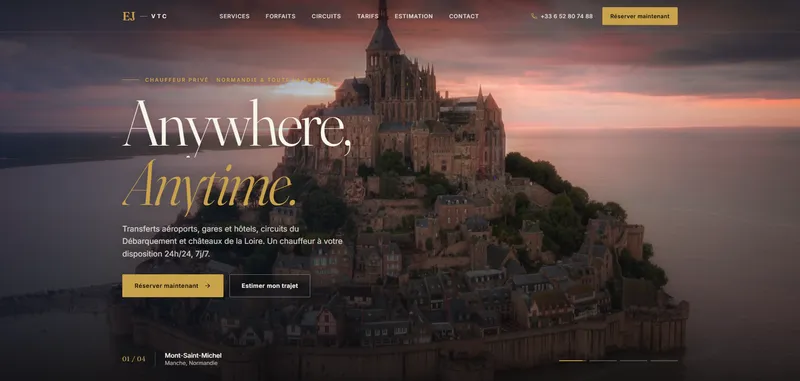 EJ — VTC
SERVICES FORFAITS CIRCUITS TARIFS ESTIMATION CONTACT
+33 6 52 80 74 88
Réserver maintenant
CHAUFFEUR PRIVÉ NORMANDIE & TOUTE LA FRANCE
Anywhere,
Anytime.
Transferts aéroports, gares et hôtels, circuits du
Débarquement et châteaux de la Loire. Un chauffeur à votre
disposition 24h/24, 7j/7.
Réserver maintenant →
Estimer mon trajet
01 / 04
Mont-Saint-Michel
Manche, Normandie